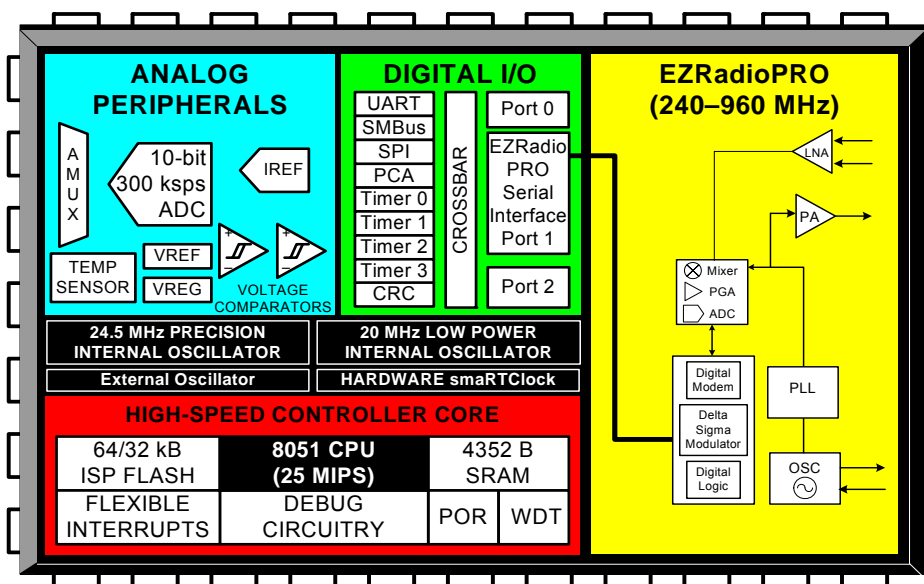 ANALOG
PERIPHERALS
A
M
U
X
10-bit
300 ksps
ADC
IREF
TEMP
SENSOR
VREF
VREG
+
–
+
–
VOLTAGE
COMPARATORS
DIGITAL I/O
UART
SMBus
SPI
PCA
Timer 0
Timer 1
Timer 2
Timer 3
CRC
CROSSBAR
Port 0
EZRadio
PRO
Serial
Interface
Port 1
Port 2
EZRadioPRO
(240–960 MHz)
LNA
PA
Mixer
PGA
ADC
Digital
Modem
Delta
Sigma
Modulator
Digital
Logic
PLL
OSC
24.5 MHz PRECISION
INTERNAL OSCILLATOR
20 MHz LOW POWER
INTERNAL OSCILLATOR
External Oscillator
HARDWARE smaRTClock
HIGH-SPEED CONTROLLER CORE
64/32 kB
ISP FLASH
8051 CPU
(25 MIPS)
4352 B
SRAM
FLEXIBLE
INTERRUPTS
DEBUG
CIRCUITRY
POR
WDT